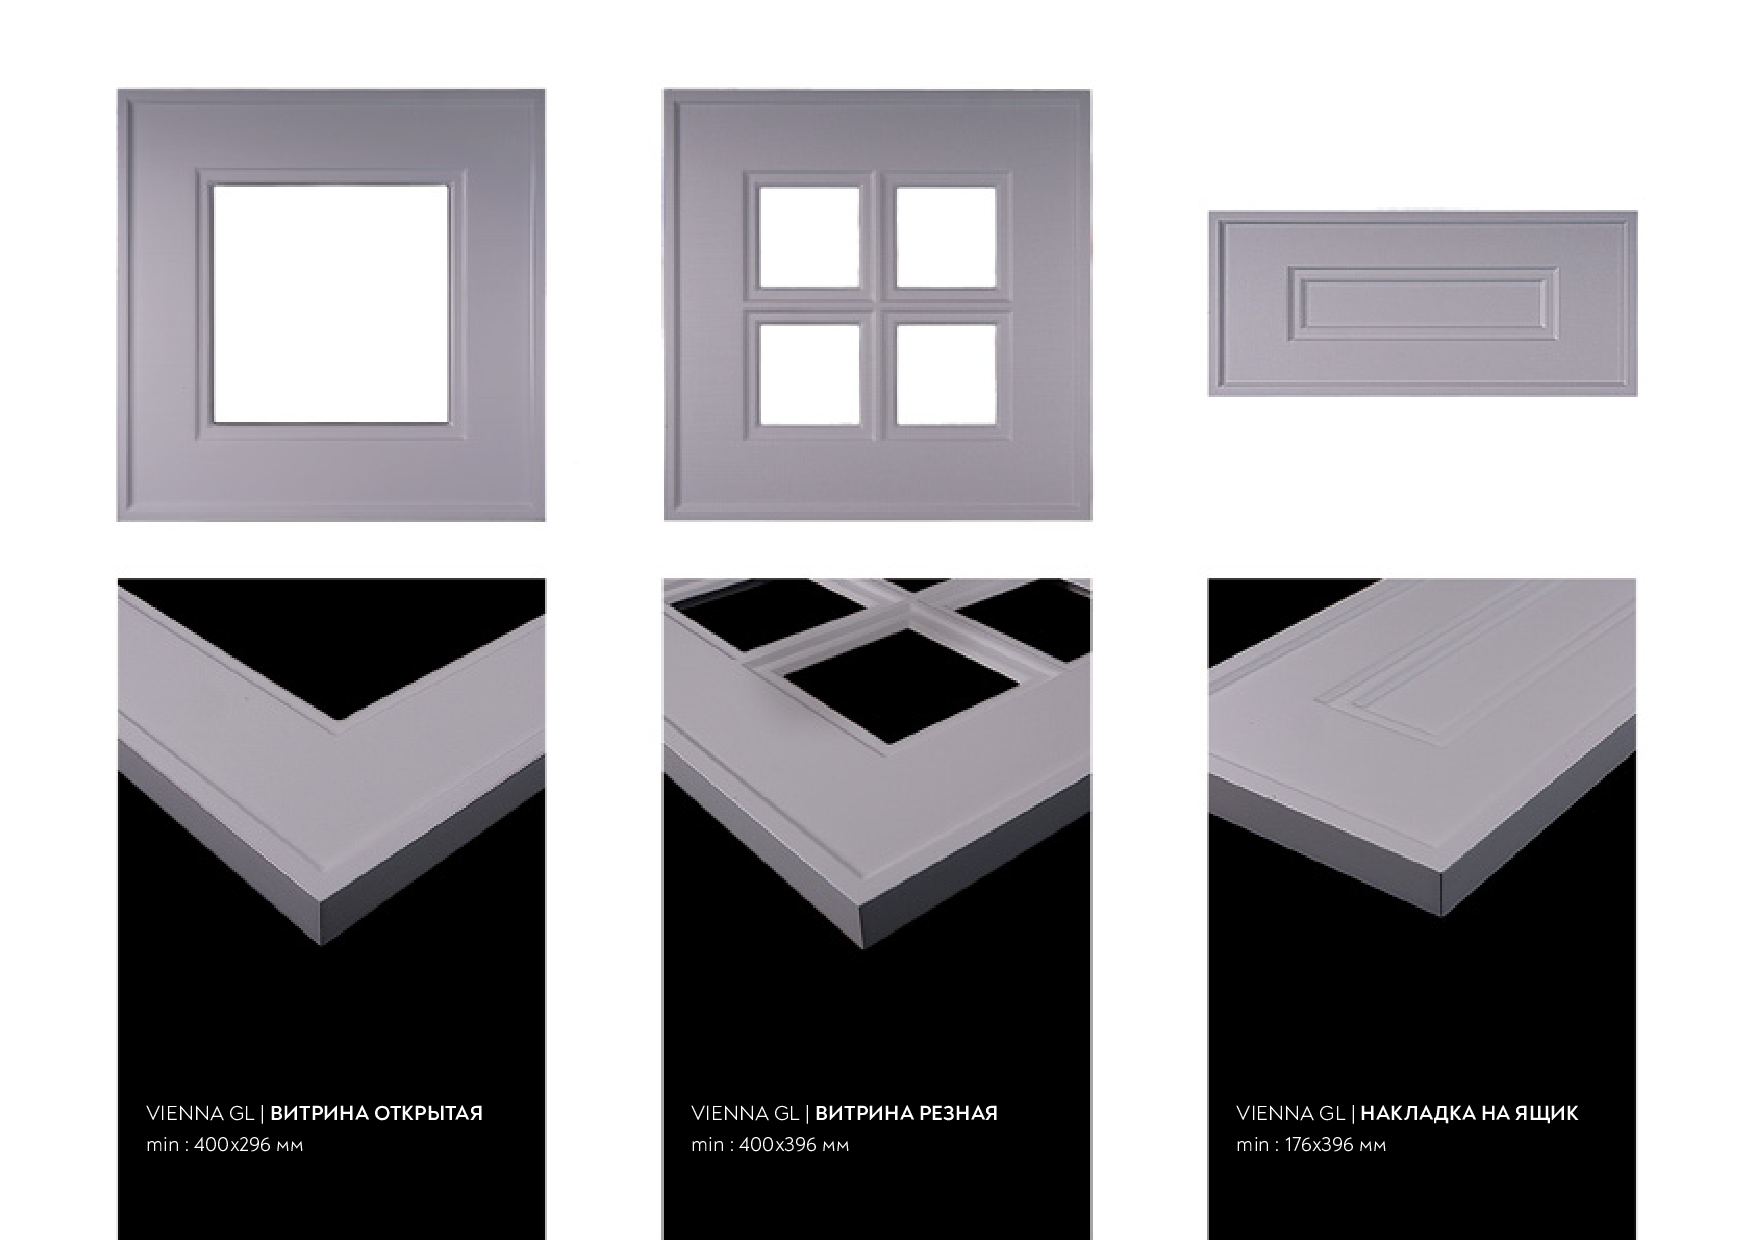 VIENNA GL | ВИТРИНА ОТКРЫТАЯ
min : 400x296 мм
VIENNA GL | ВИТРИНА РЕЗНАЯ
min : 400x396 мм
VIENNA GL | НАКЛАДКА НА ЯЩИК
min : 176x396 мм